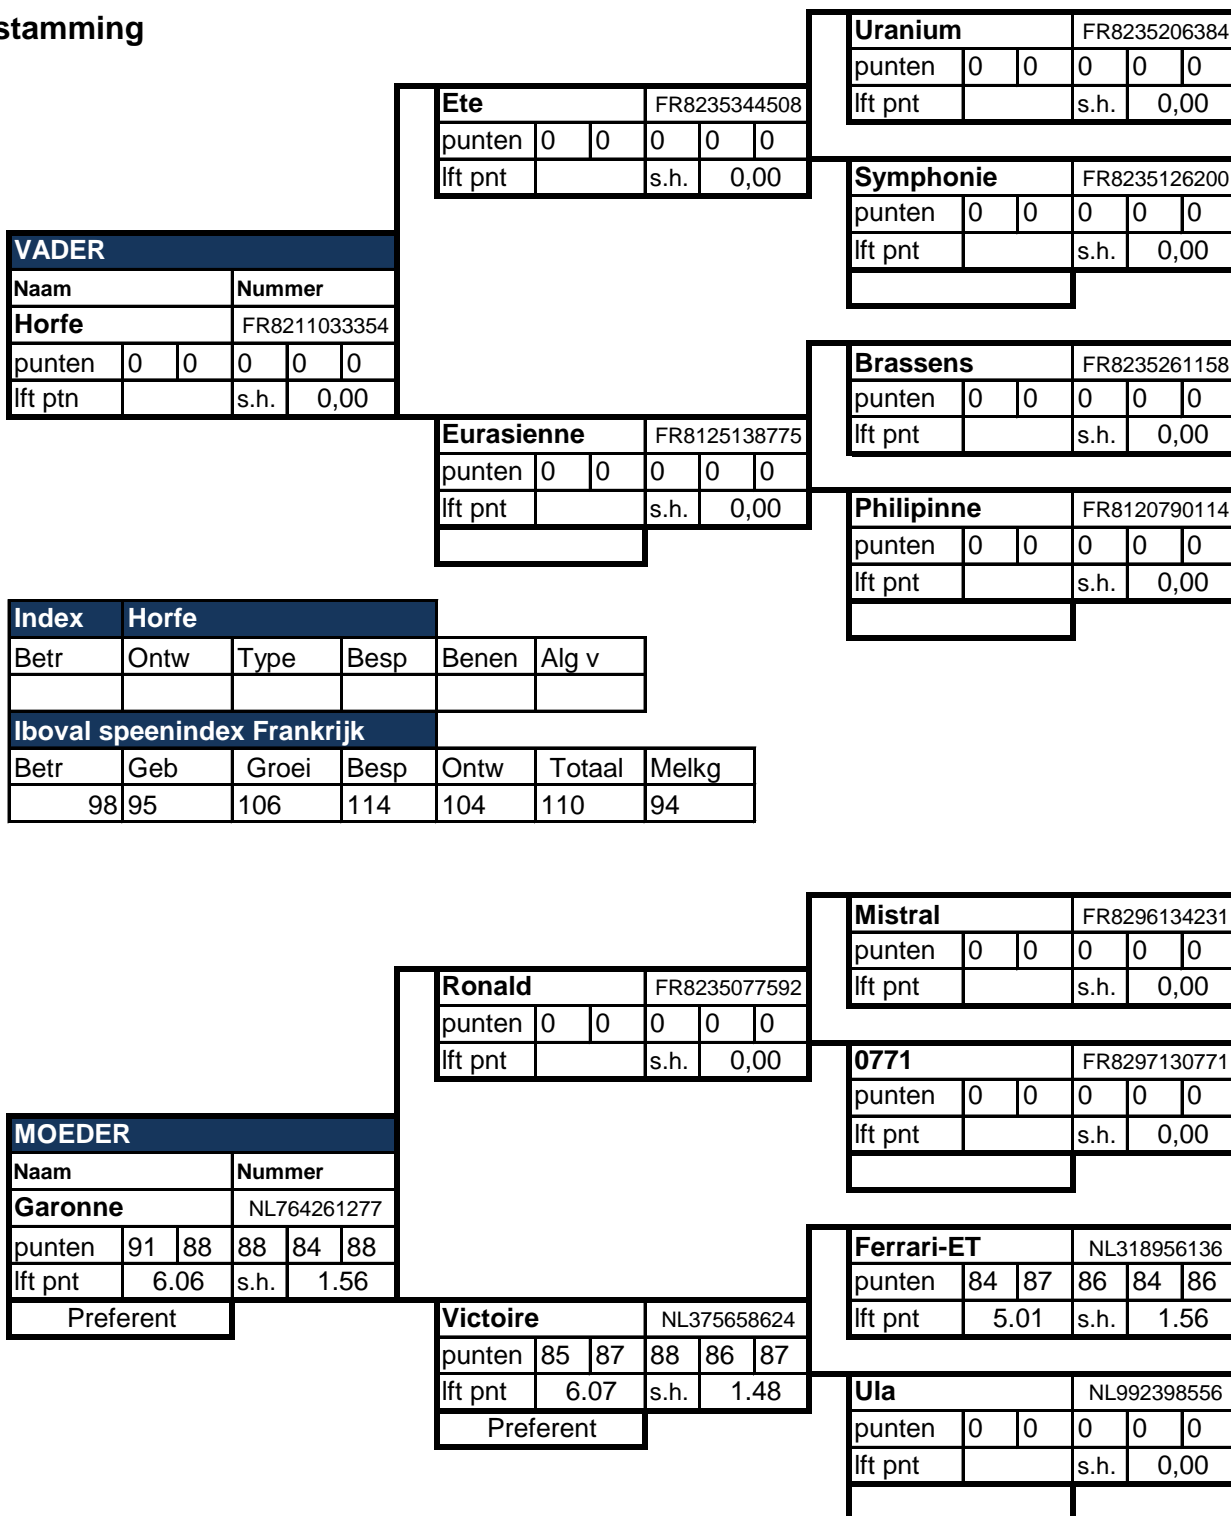 stamming
Uranium FR8235206384
punten 0 0 0 0 0
lft pnt s.h. 0,00
Ete FR8235344508
punten 0 0 0 0 0
lft pnt s.h. 0,00
Symphonie FR8235126200
punten 0 0 0 0 0
lft pnt s.h. 0,00
VADER
Naam Nummer
Horfe FR8211033354
punten 0 0 0 0 0
lft ptn s.h. 0,00
Brassens FR8235261158
punten 0 0 0 0 0
lft pnt s.h. 0,00
Eurasienne FR8125138775
punten 0 0 0 0 0
lft pnt s.h. 0,00
Philipinne FR8120790114
punten 0 0 0 0 0
lft pnt s.h. 0,00
Index Horfe
Betr Ontw Type Besp Benen Alg v
Iboval speenindex Frankrijk
Betr Geb Groei Besp Ontw Totaal Melkg
98 95 106 114 104 110 94
Mistral FR8296134231
punten 0 0 0 0 0
lft pnt s.h. 0,00
Ronald FR8235077592
punten 0 0 0 0 0
lft pnt s.h. 0,00
0771 FR8297130771
punten 0 0 0 0 0
lft pnt s.h. 0,00
MOEDER
Naam Nummer
Garonne NL764261277
punten 91 88 88 84 88
lft pnt 6.06 s.h. 1.56
Preferent
Ferrari-ET NL318956136
punten 84 87 86 84 86
lft pnt 5.01 s.h. 1.56
Victoire NL375658624
punten 85 87 88 86 87
lft pnt 6.07 s.h. 1.48
Preferent
Ula NL992398556
punten 0 0 0 0 0
lft pnt s.h. 0,00